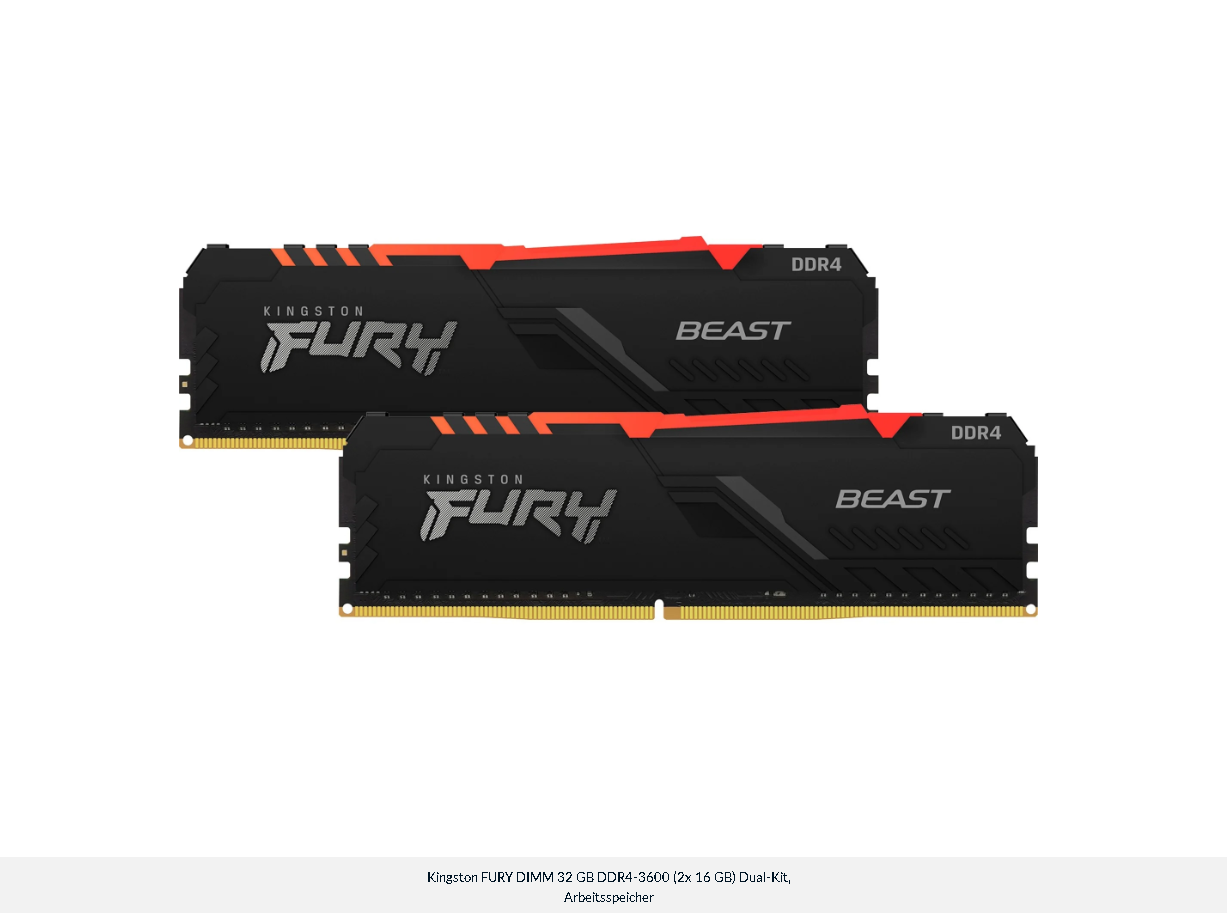 DDR4
KINGSTON
FURY
BEAST
DDR4
KINGSTON
FURY
BEAST
Kingston FURY DIMM 32 GB DDR4-3600 (2x 16 GB) Dual-Kit,
Arbeitsspeicher